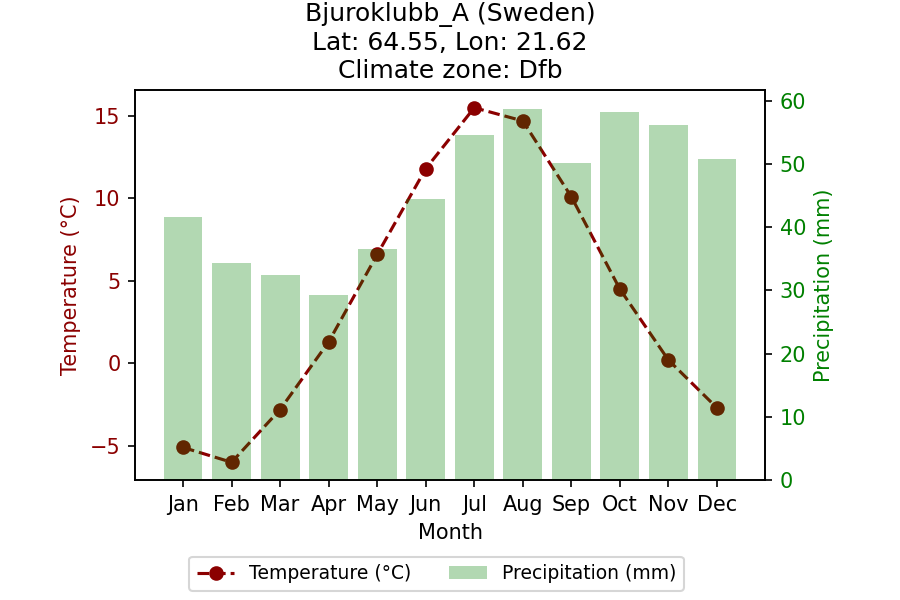 Bjuroklubb_A (Sweden)
Lat: 64.55, Lon: 21.62
Climate zone: Dfb
15
10
5
0
−5
Temperature (°C)
60
50
40
30
20
10
0
Precipitation (mm)
Jan Feb Mar Apr May Jun Jul Aug Sep Oct Nov Dec
Month
Temperature (°C) Precipitation (mm)